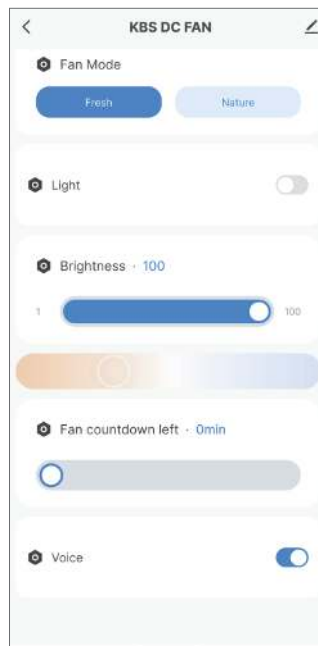 KBS DC FAN
Fan Mode
Fresh Nature
Light
Brightness · 100
1 100
Fan countdown left · 0min
Voice